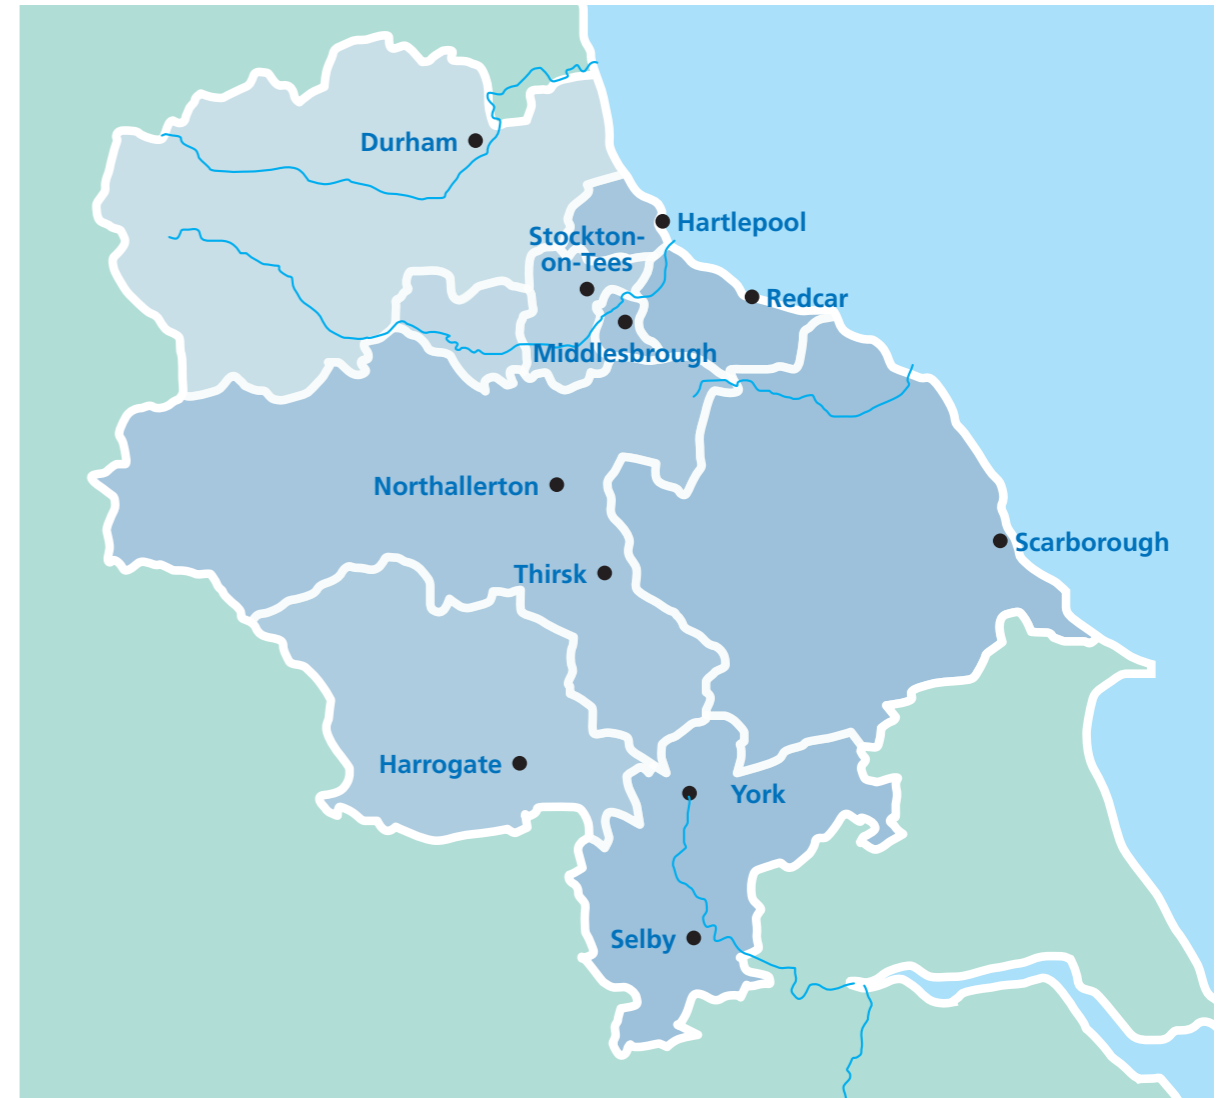 Durham
Hartlepool
Stockton-
on-Tees
Redcar
Middlesbrough
Northallerton
Scarborough
Thirsk
Harrogate
York
Selby